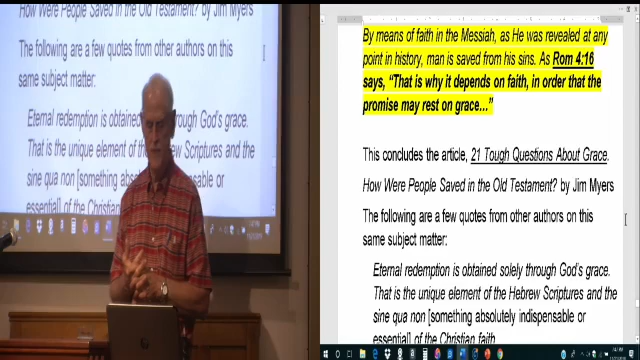 How Were People Saved in the Old Testament? by Jim Myers
The following are a few quotes from other authors on this
same subject matter:
Eternal redemption is obtained solely through God's grace.
That is the unique element of the Hebrew Scriptures and the
sine qua non [something absolutely indispensable or
essential] of the Christian
By means of faith in the Messiah, as He was revealed at any
point in history, man is saved from his sins. As Rom 4:16
says, "That is why it depends on faith, in order that the
promise may rest on grace…"
This concludes the article, 21 Tough Questions About Grace.
How Were People Saved in the Old Testament? by Jim Myers
The following are a few quotes from other authors on this
same subject matter:
Eternal redemption is obtained solely through God's grace.
That is the unique element of the Hebrew Scriptures and the
sine qua non [something absolutely indispensable or
essential] of the Christian faith